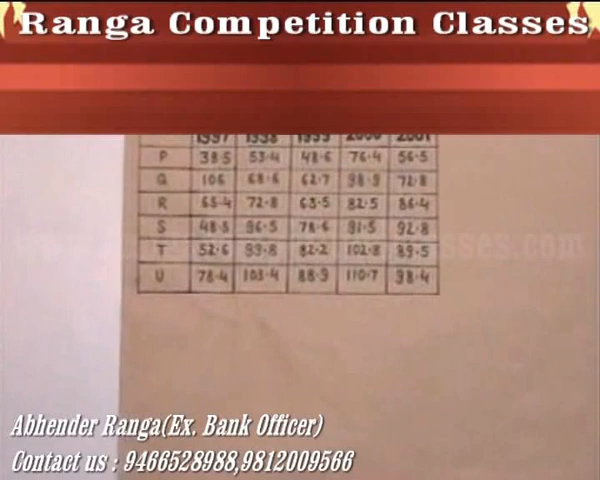 Ranga Competition Classes
1997 1998 1999 2000 2001
P 38.5 53.4 48.6 76.4 56.5
Q 106 68.6 62.7 98.9 72.8
R 65.4 72.8 63.5 82.5 86.4
S 48.5 96.5 78.6 91.5 92.8
T 52.6 99.8 82.2 102.8 89.5
U 78.4 103.4 88.9 110.7 98.4
Abhender Ranga(Ex. Bank Officer)
Contact us : 9466528988,9812009566